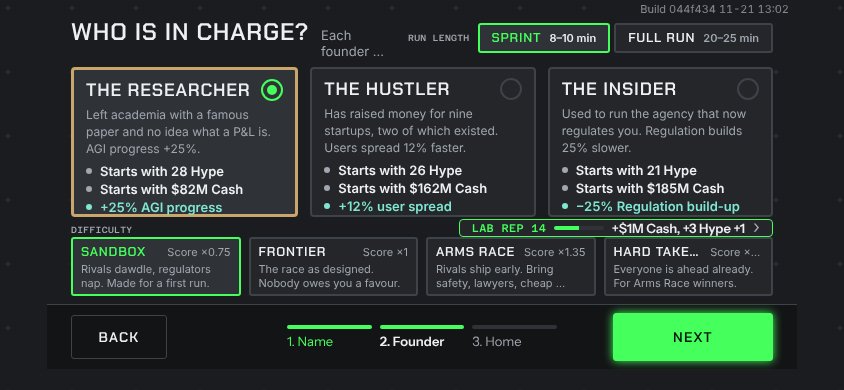 Build 044f434 11-21 13:02
WHO IS IN CHARGE?
Each
founder ...
RUN LENGTH
SPRINT 8–10 min
FULL RUN 20–25 min
THE RESEARCHER
Left academia with a famous
paper and no idea what a P&L is.
AGI progress +25%.
Starts with 28 Hype
Starts with $82M Cash
+25% AGI progress
THE HUSTLER
Has raised money for nine
startups, two of which existed.
Users spread 12% faster.
Starts with 26 Hype
Starts with $162M Cash
+12% user spread
THE INSIDER
Used to run the agency that now
regulates you. Regulation builds
25% slower.
Starts with 21 Hype
Starts with $185M Cash
−25% Regulation build-up
DIFFICULTY
LAB REP 14 +$1M Cash, +3 Hype +1
SANDBOX Score ×0.75
Rivals dawdle, regulators
nap. Made for a first run.
FRONTIER Score ×1
The race as designed.
Nobody owes you a favour.
ARMS RACE Score ×1.35
Rivals ship early. Bring
safety, lawyers, cheap ...
HARD TAKE... Score ×...
Everyone is ahead already.
For Arms Race winners.
BACK
1. Name
2. Founder
3. Home
NEXT